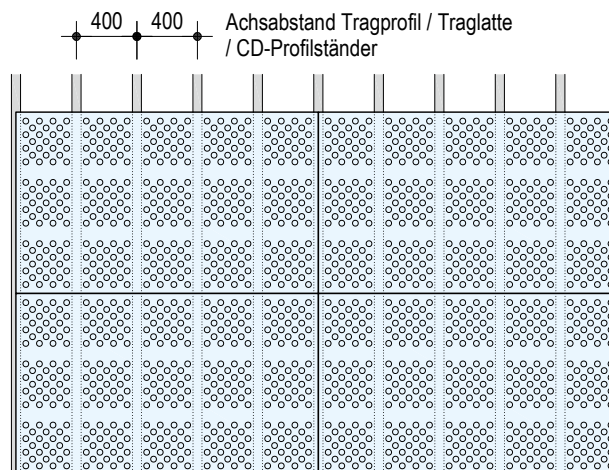 400 400 Achsabstand Tragprofil / Traglatte
/ CD-Profilständer